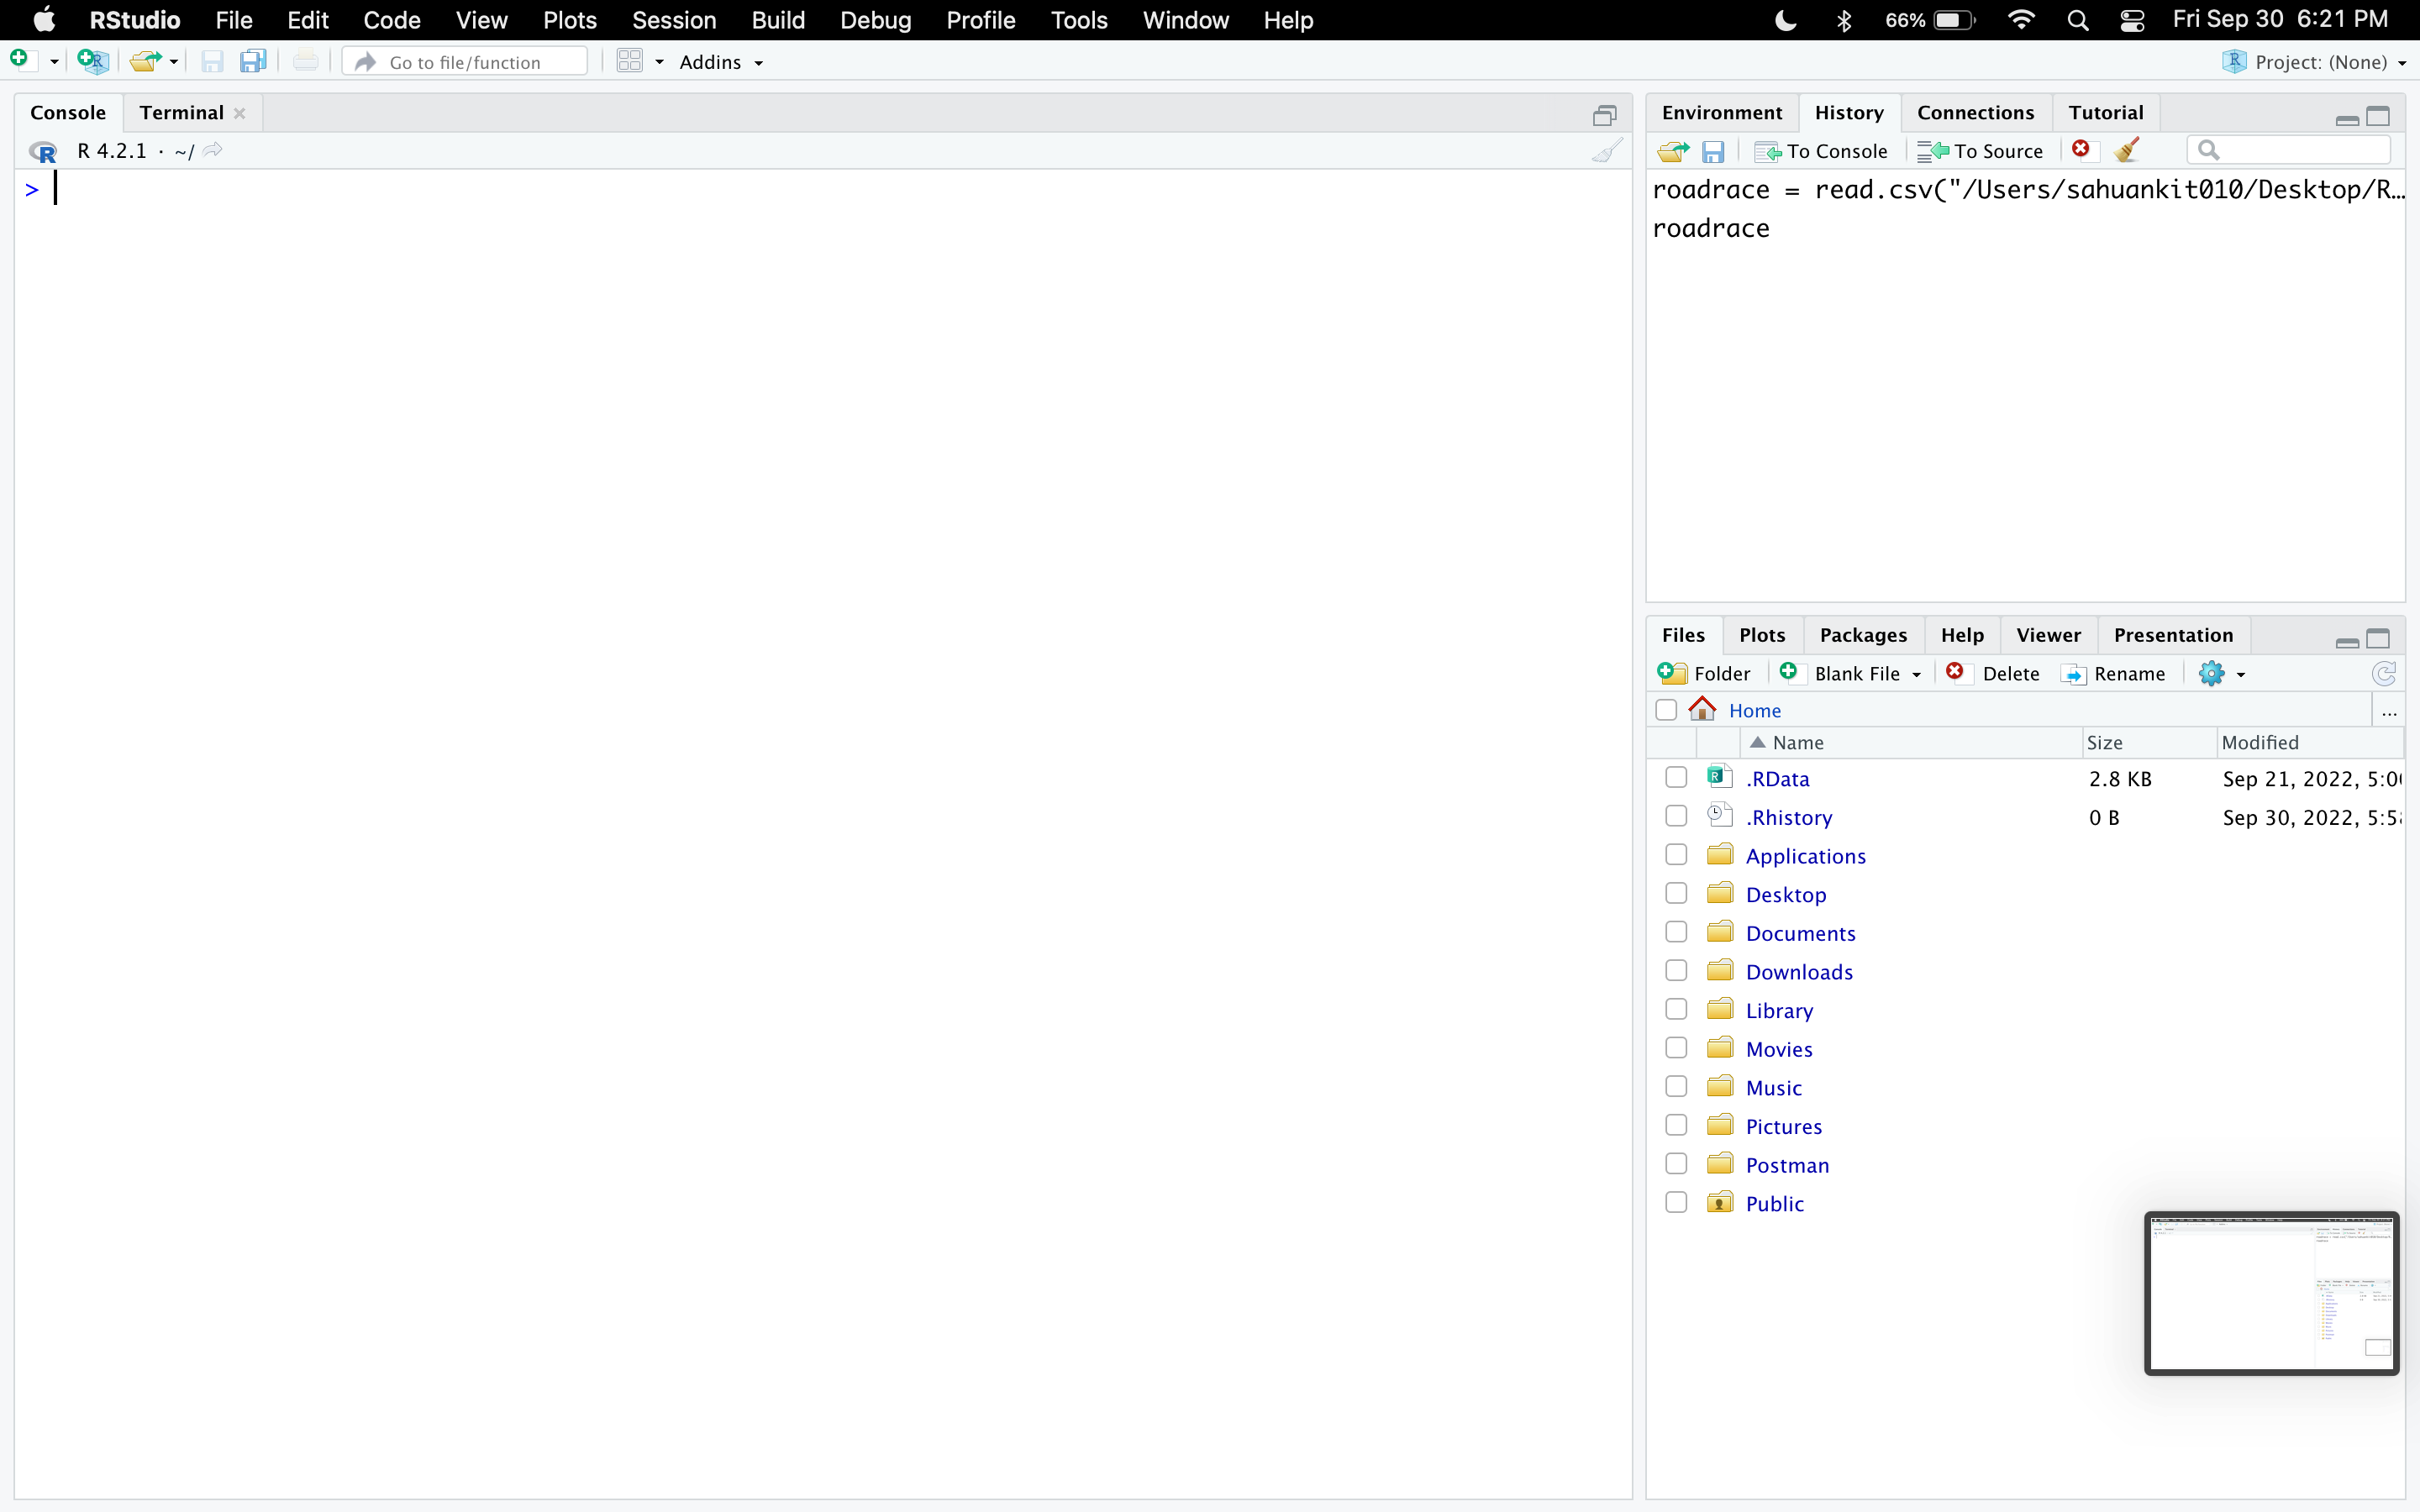 RStudio File Edit Code View Plots Session Build Debug Profile Tools Window Help 66% Fri Sep 30 6:21 PM
Go to file/function Addins Project: (None)
Console Terminal
R 4.2.1 · ~/
>
Environment History Connections Tutorial
To Console To Source
roadrace = read.csv("/Users/sahuankit010/Desktop/R…
roadrace
Files Plots Packages Help Viewer Presentation
Folder Blank File Delete Rename
Home ...
Name Size Modified
.RData 2.8 KB Sep 21, 2022, 5:0
.Rhistory 0 B Sep 30, 2022, 5:5
Applications
Desktop
Documents
Downloads
Library
Movies
Music
Pictures
Postman
Public